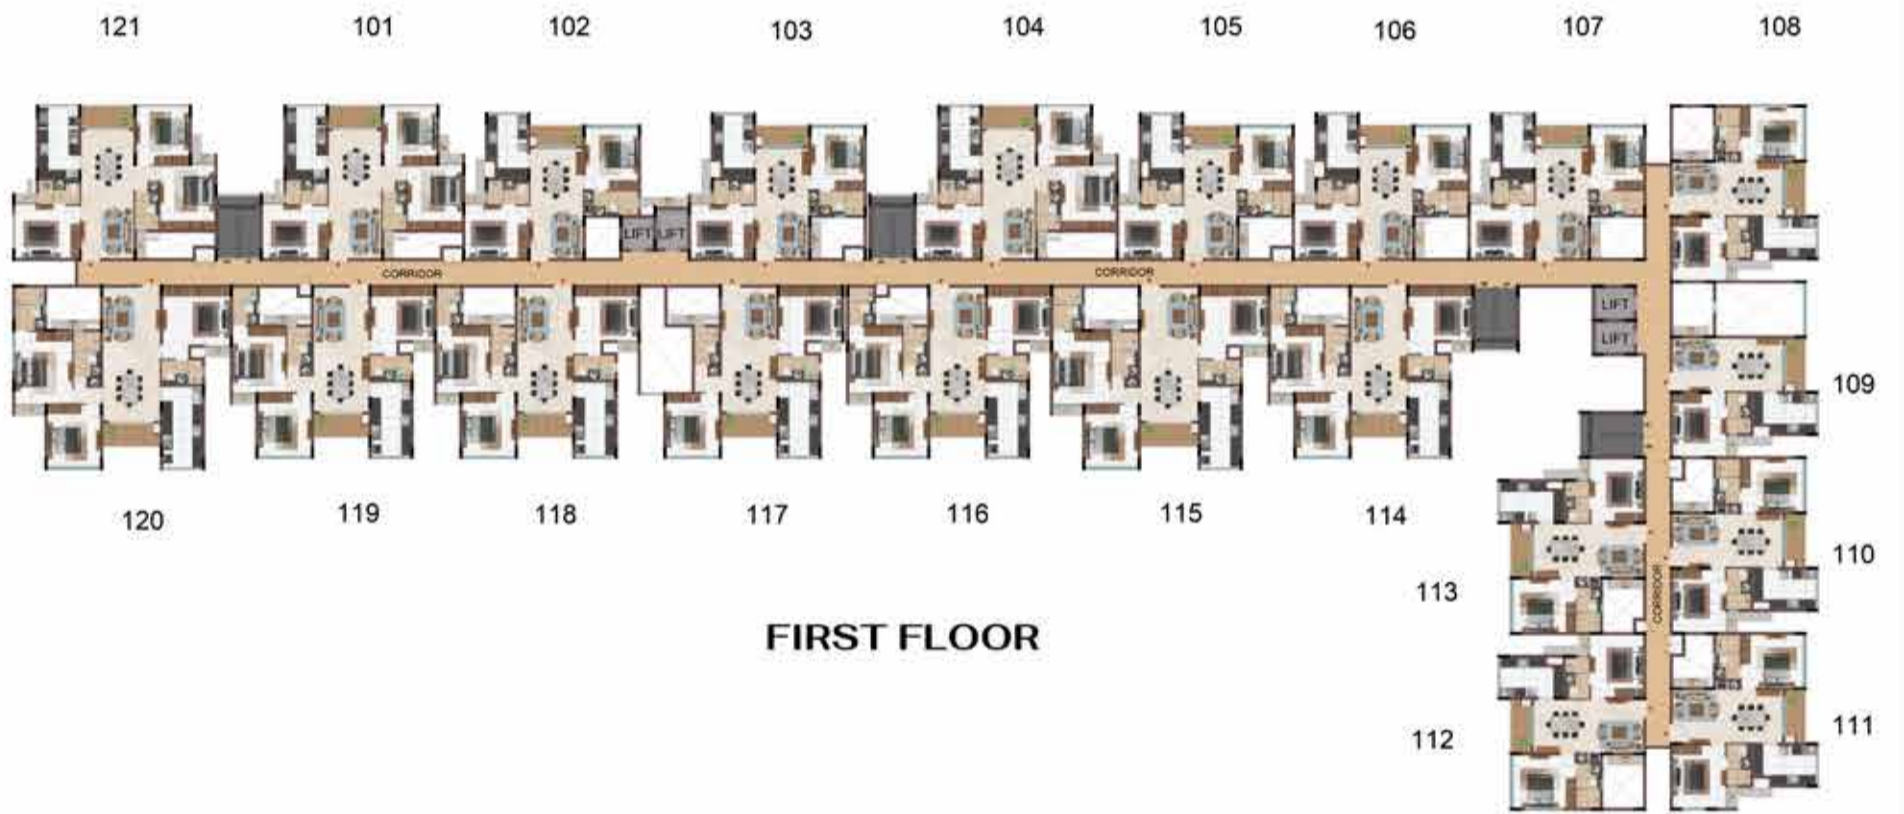 121 101 102 103 104 105 106 107 108
LIFT LIFT
CORRIDOR CORRIDOR
LIFT
LIFT
109
120 119 118 117 116 115 114
110
113
CORRIDOR
FIRST FLOOR
112 111